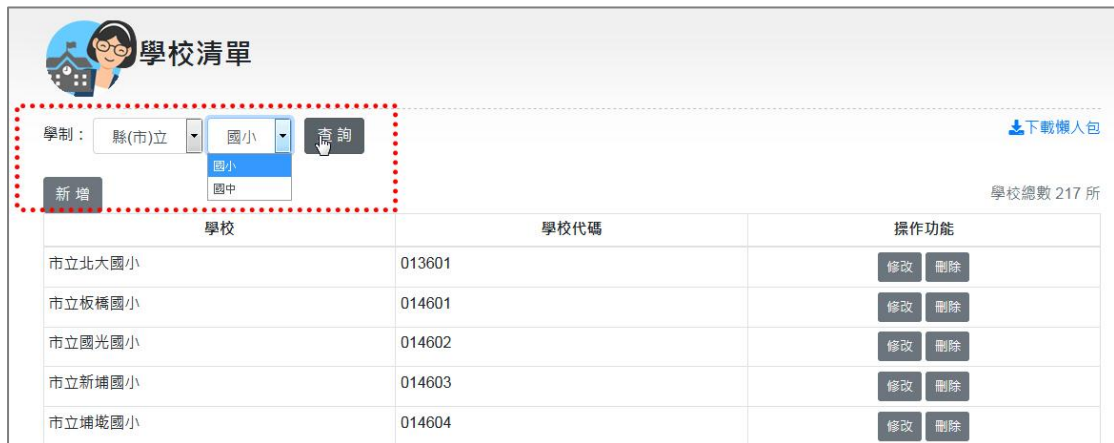 學校清單
學制： 縣(市)立 國小 查詢 下載懶人包
國小
國中
新增 學校總數 217 所
學校 學校代碼 操作功能
市立北大國小 013601 修改 刪除
市立板橋國小 014601 修改 刪除
市立國光國小 014602 修改 刪除
市立新埔國小 014603 修改 刪除
市立埔墘國小 014604 修改 刪除